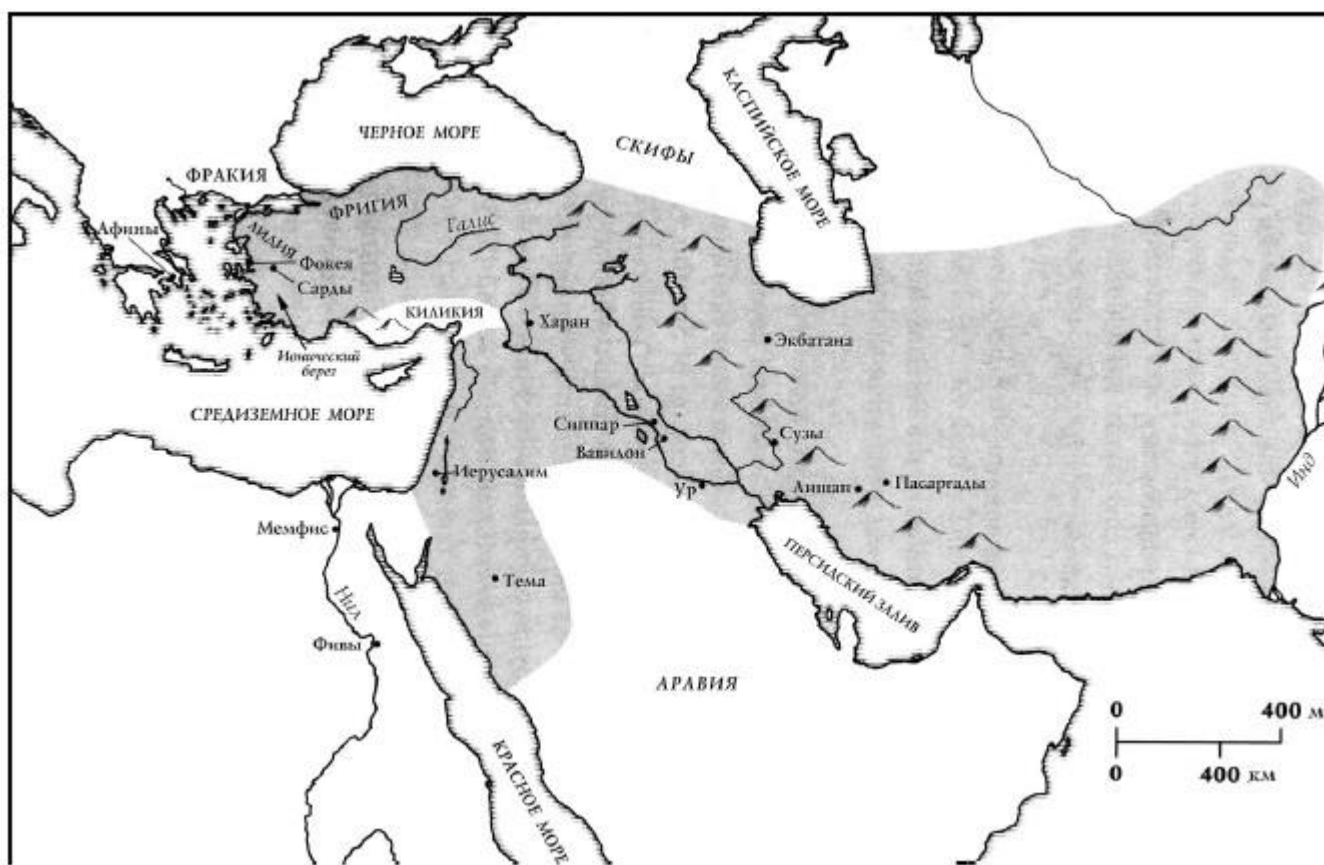 ЧЕРНОЕ МОРЕ
КАСПИЙСКОЕ МОРЕ
СКИФЫ
ФРАКИЯ
ФРИГИЯ
Афины
ЛИДИЯ
Галис
Фокея
Сарды
КИЛИКИЯ
Харан
Экбатана
Ионический
берег
СРЕДИЗЕМНОЕ МОРЕ
Сиппар
Вавилон
Сузы
Иерусалим
Ур
Аншан
Пасаргады
Инд
Мемфис
ПЕРСИДСКИЙ ЗАЛИВ
Тема
Нил
Фивы
АРАВИЯ
КРАСНОЕ МОРЕ
0 400 м
0 400 км